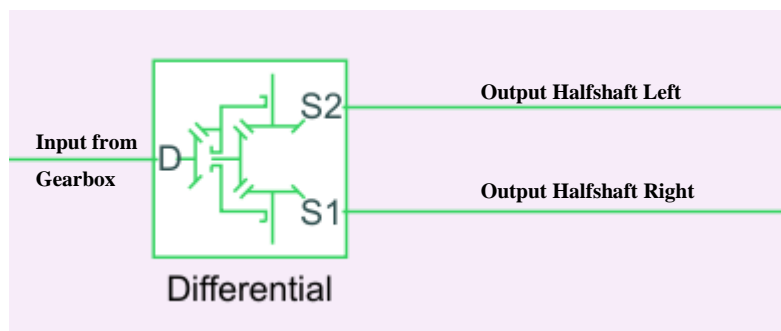 Output Halfshaft Left
S2
Input from
D
Gearbox
Output Halfshaft Right
S1
Differential